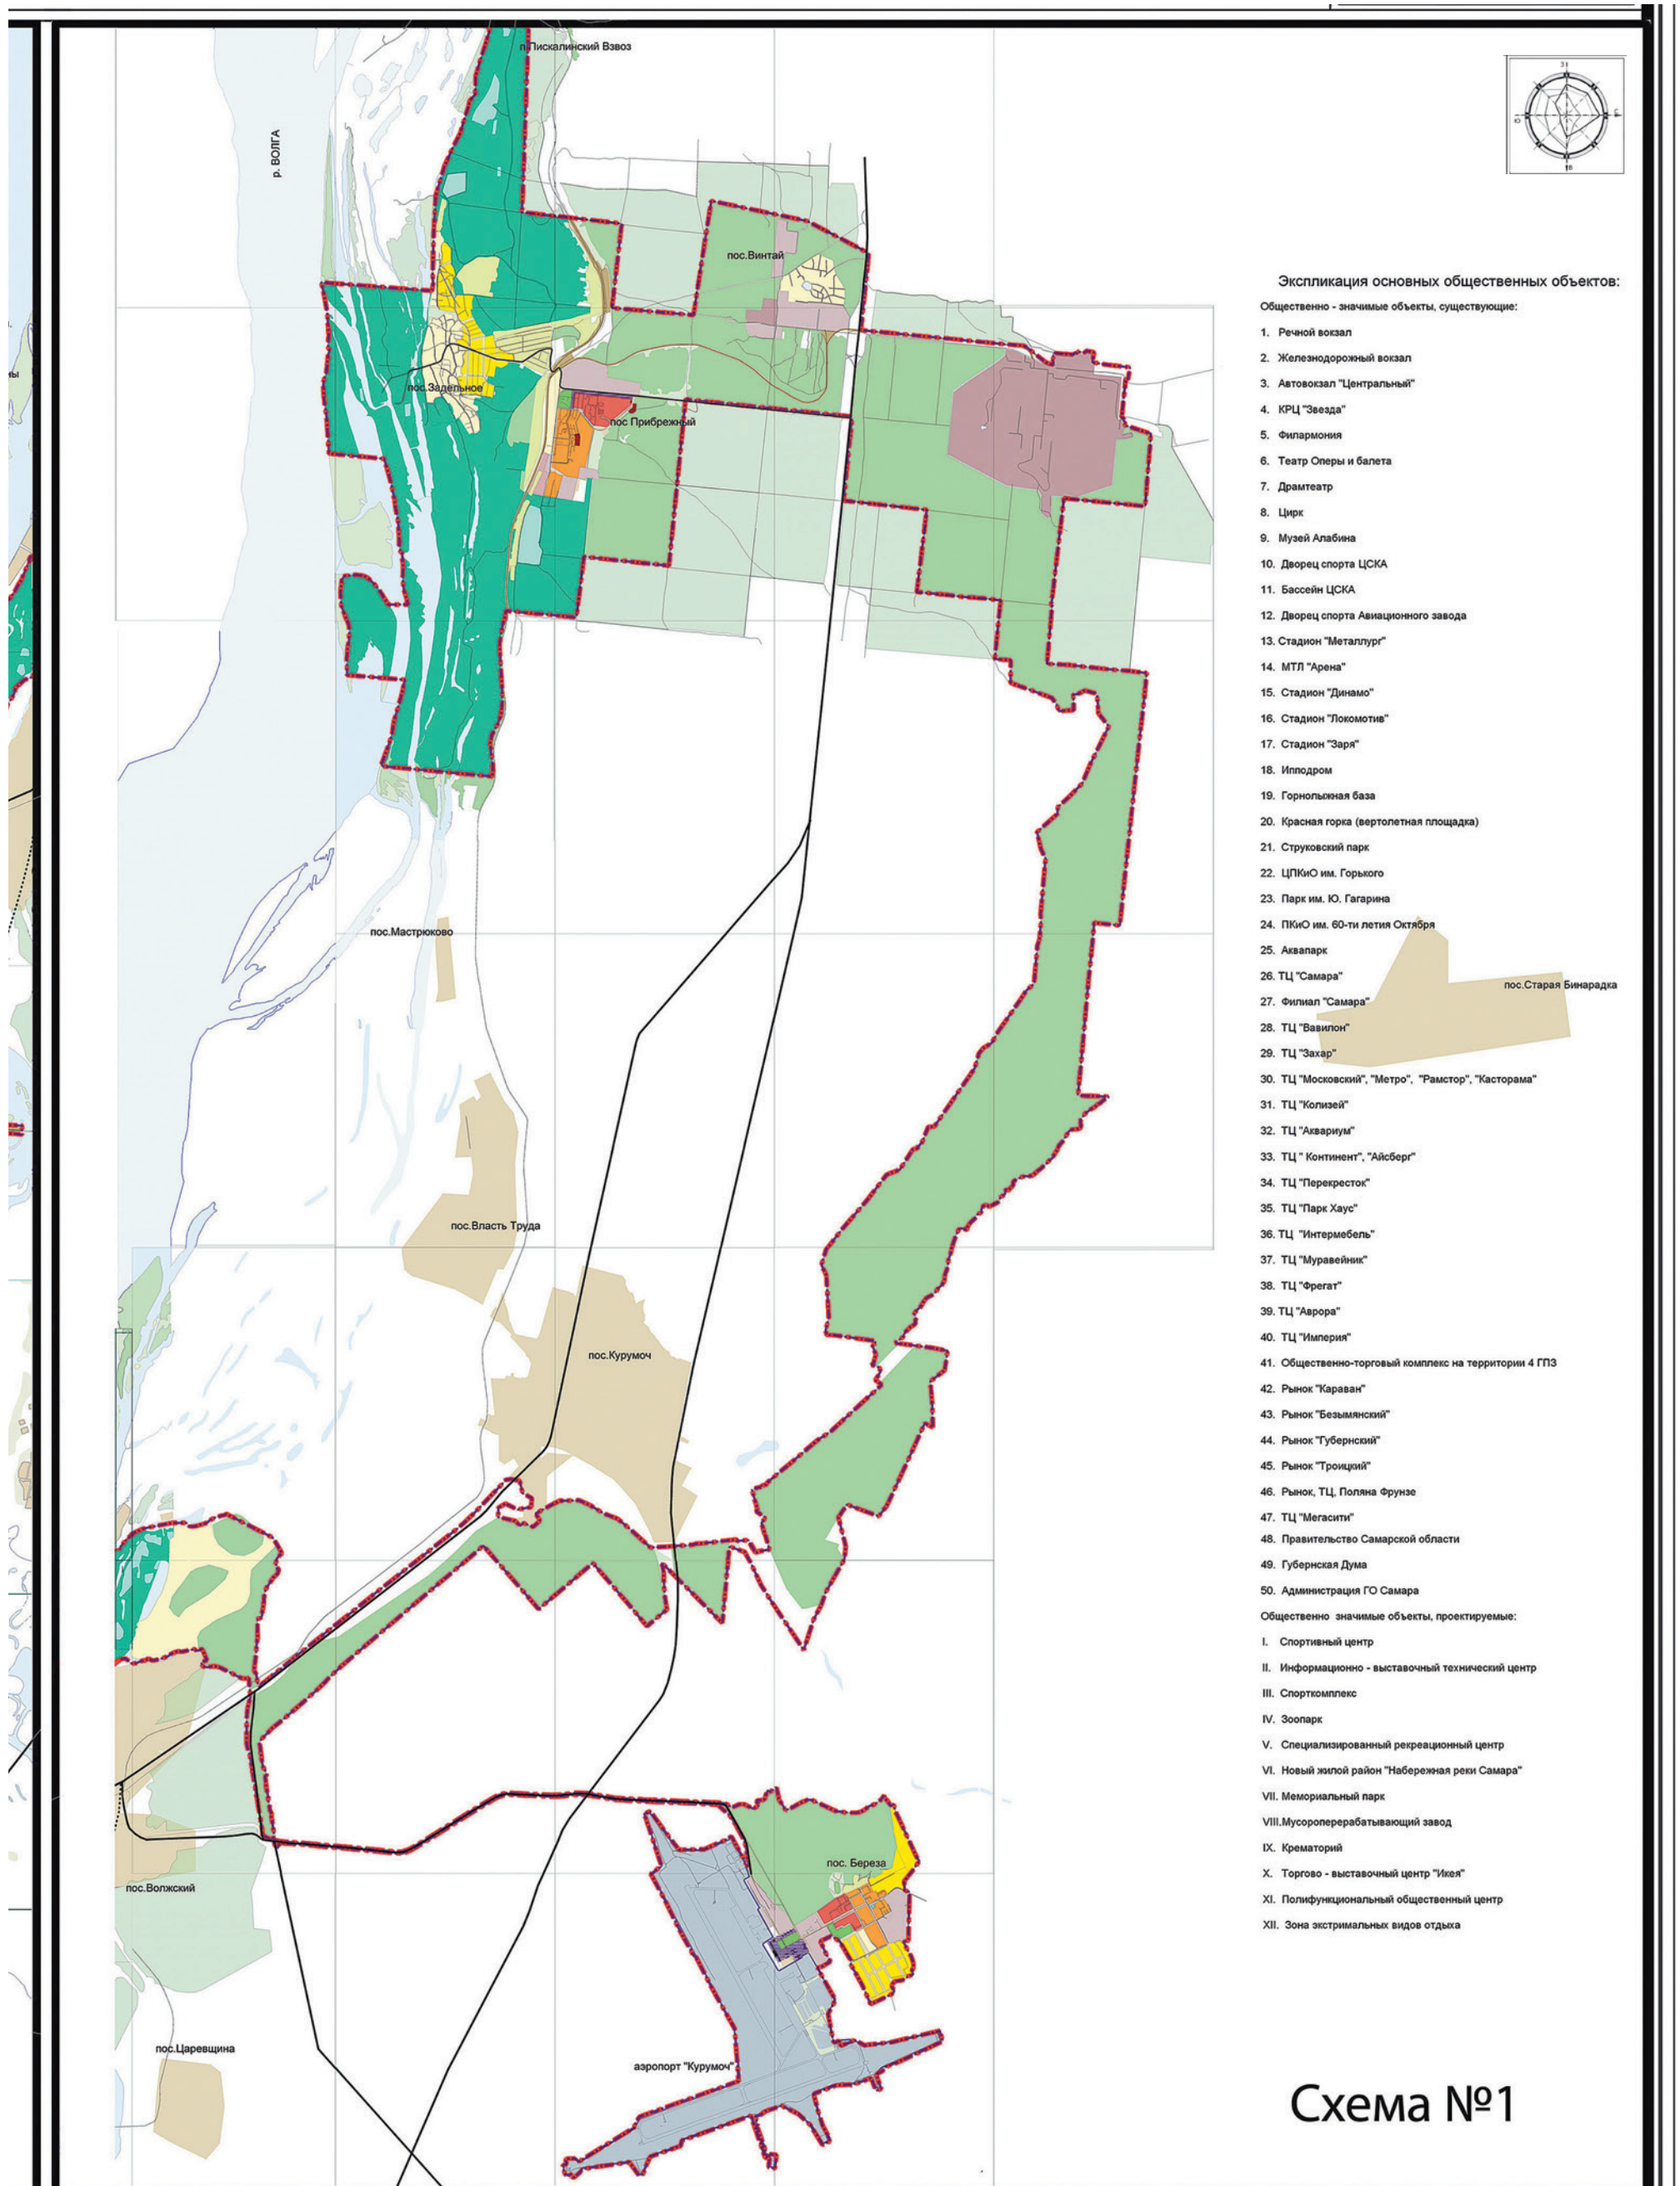 п.Пискалинский Взвоз
р. ВОЛГА
пос.Винтай
пос.Задельное
пос Прибрежный
пос.Мастрюково
пос.Старая Бинарадка
пос.Власть Труда
пос.Курумоч
пос. Береза
пос.Волжский
пос.Царевщина
аэропорт "Курумоч"
Экспликация основных общественных объектов:
Общественно - значимые объекты, существующие:
1. Речной вокзал
2. Железнодорожный вокзал
3. Автовокзал "Центральный"
4. КРЦ "Звезда"
5. Филармония
6. Театр Оперы и балета
7. Драмтеатр
8. Цирк
9. Музей Алабина
10. Дворец спорта ЦСКА
11. Бассейн ЦСКА
12. Дворец спорта Авиационного завода
13. Стадион "Металлург"
14. МТЛ "Арена"
15. Стадион "Динамо"
16. Стадион "Локомотив"
17. Стадион "Заря"
18. Ипподром
19. Горнолыжная база
20. Красная горка (вертолетная площадка)
21. Струковский парк
22. ЦПКиО им. Горького
23. Парк им. Ю. Гагарина
24. ПКиО им. 60-ти летия Октября
25. Аквапарк
26. ТЦ "Самара"
27. Филиал "Самара"
28. ТЦ "Вавилон"
29. ТЦ "Захар"
30. ТЦ "Московский", "Метро", "Рамстор", "Касторама"
31. ТЦ "Колизей"
32. ТЦ "Аквариум"
33. ТЦ " Континент", "Айсберг"
34. ТЦ "Перекресток"
35. ТЦ "Парк Хаус"
36. ТЦ "Интермебель"
37. ТЦ "Муравейник"
38. ТЦ "Фрегат"
39. ТЦ "Аврора"
40. ТЦ "Империя"
41. Общественно-торговый комплекс на территории 4 ГПЗ
42. Рынок "Караван"
43. Рынок "Безымянский"
44. Рынок "Губернский"
45. Рынок "Троицкий"
46. Рынок, ТЦ, Поляна Фрунзе
47. ТЦ "Мегасити"
48. Правительство Самарской области
49. Губернская Дума
50. Администрация ГО Самара
Общественно значимые объекты, проектируемые:
I. Спортивный центр
II. Информационно - выставочный технический центр
III. Спорткомплекс
IV. Зоопарк
V. Специализированный рекреационный центр
VI. Новый жилой район "Набережная реки Самара"
VII. Мемориальный парк
VIII.Мусороперерабатывающий завод
IX. Крематорий
X. Торгово - выставочный центр "Икея"
XI. Полифункциональный общественный центр
XII. Зона экстримальных видов отдыха
Схема №1